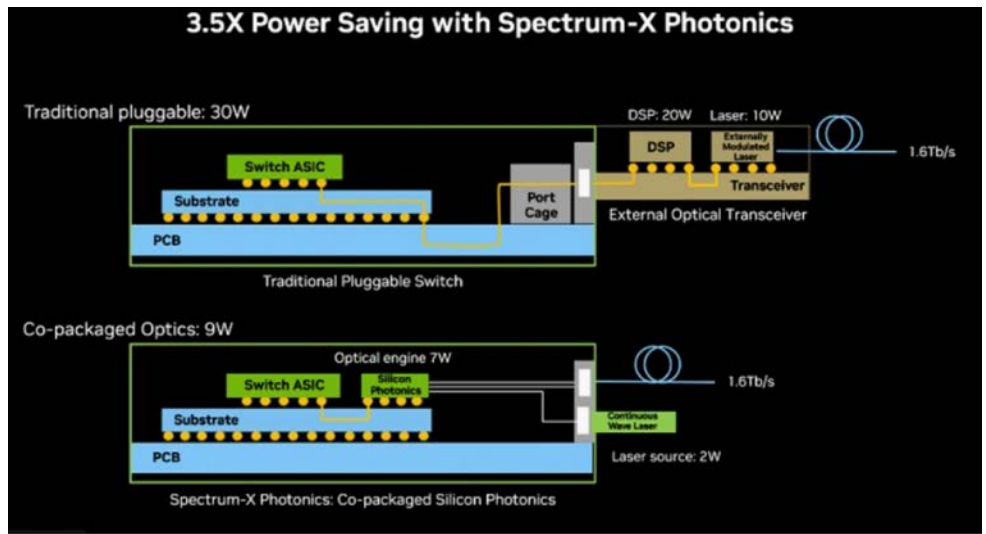 3.5X Power Saving with Spectrum-X Photonics
Traditional pluggable: 30W
DSP: 20W
Laser: 10W
Switch ASIC
DSP
Externally
Modulated
Laser
1.6Tb/s
Substrate
Port
Cage
Transceiver
External Optical Transceiver
PCB
Traditional Pluggable Switch
Co-packaged Optics: 9W
Optical engine 7W
Switch ASIC
Silicon
Photonics
1.6Tb/s
Substrate
Continuous
Wave Laser
PCB
Laser source: 2W
Spectrum-X Photonics: Co-packaged Silicon Photonics